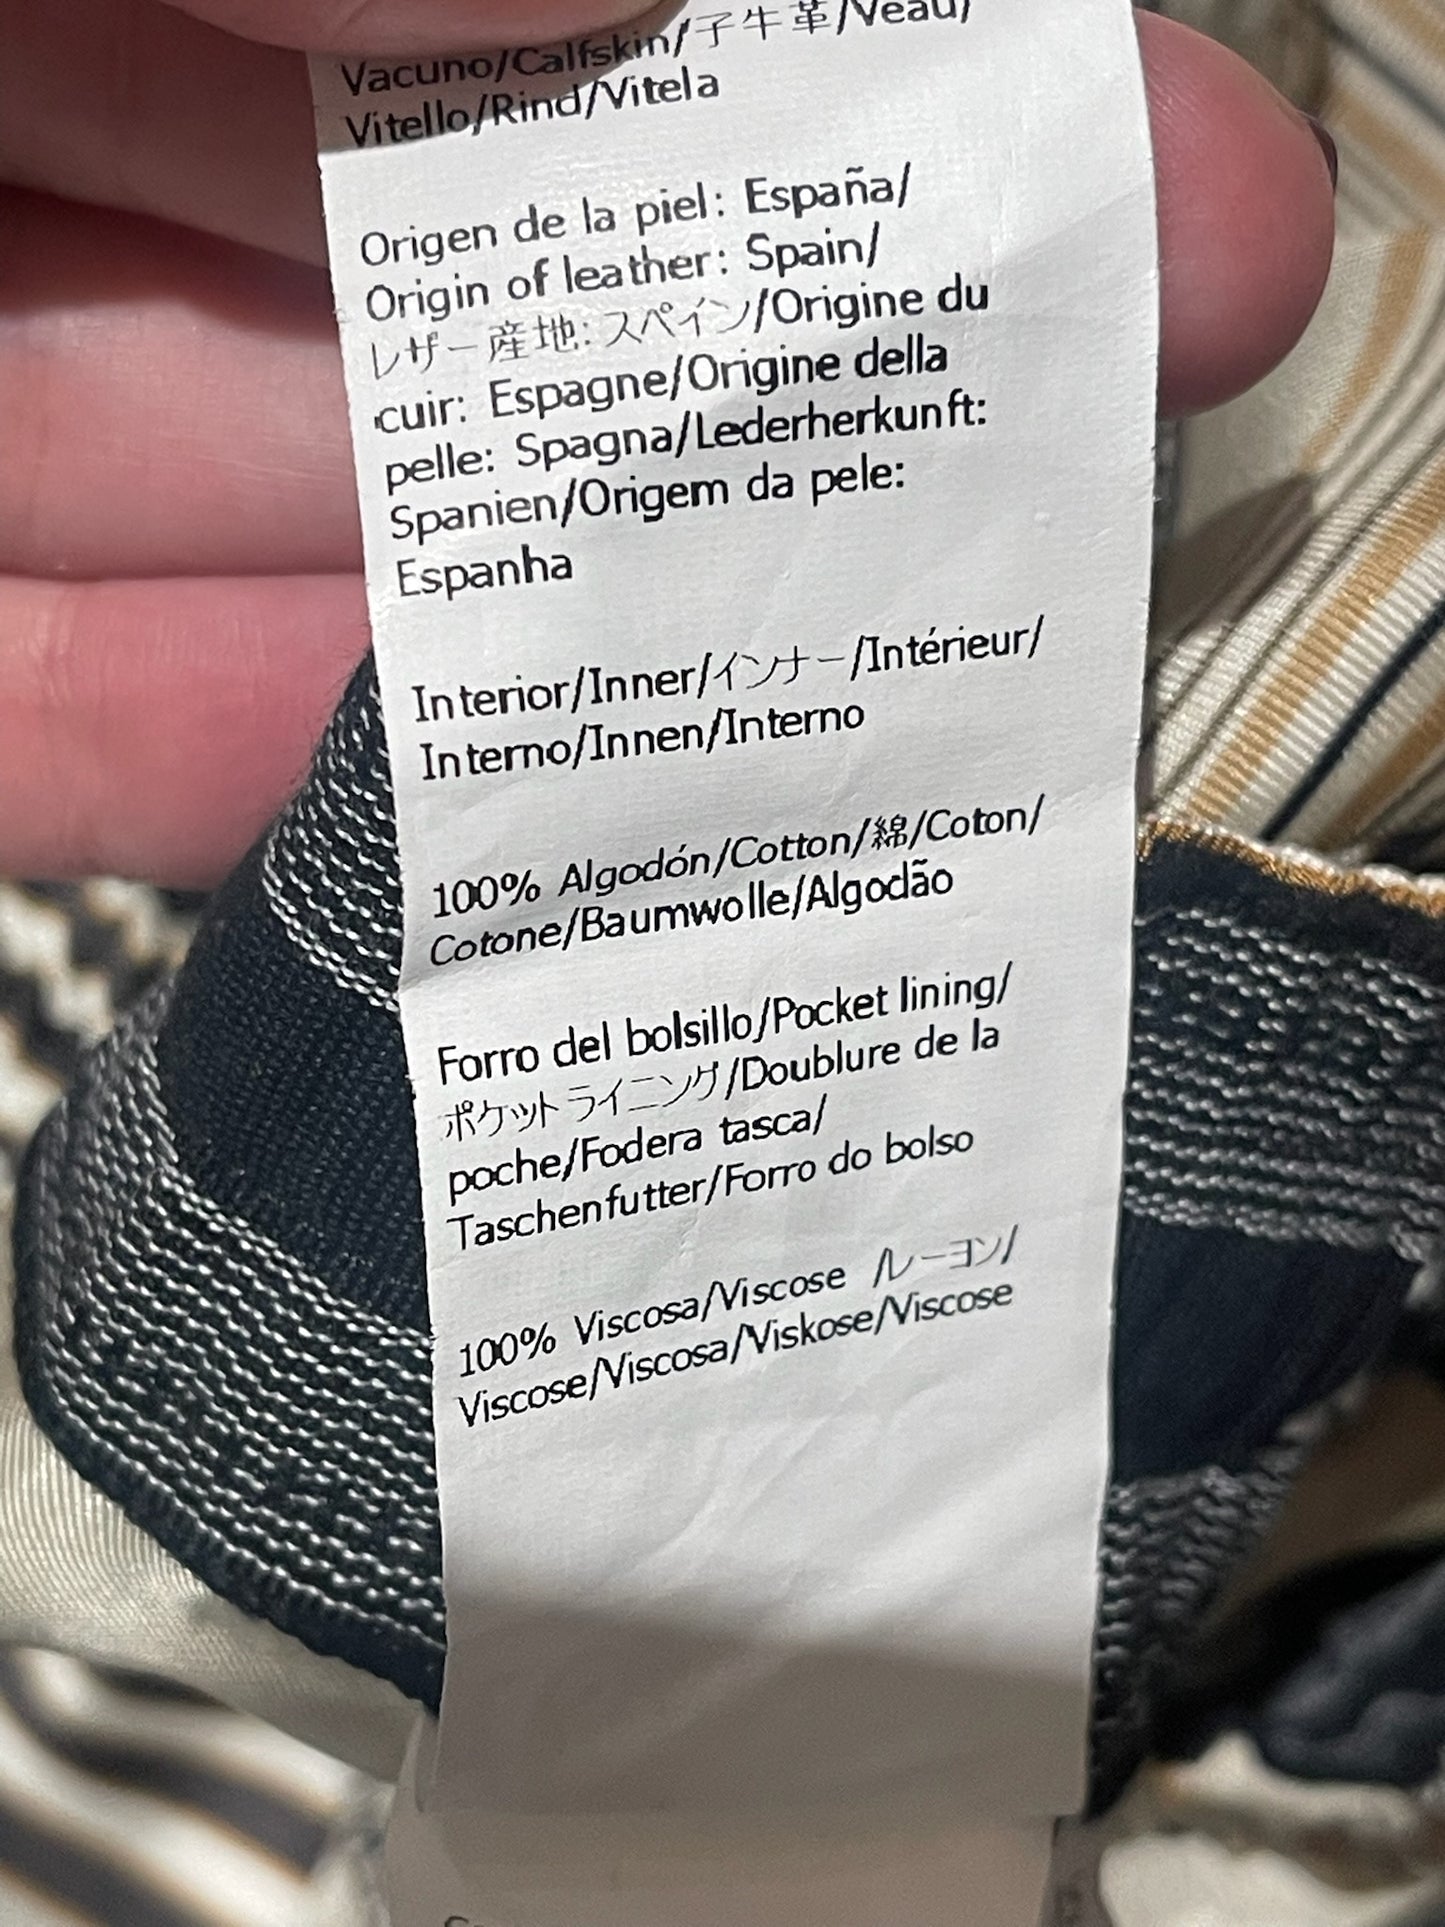 Vacuno/Calfskin/子牛革/Veau/
Vitello/Rind/Vitela
Origen de la piel: España/
Origin of leather: Spain/
レザー産地: スペイン/Origine du
cuir: Espagne/Origine della
pelle: Spagna/Lederherkunft:
Spanien/Origem da pele:
Espanha
Interior/Inner/インナー/Intérieur/
Interno/Innen/Interno
100% Algodón/Cotton/綿/Coton/
Cotone/Baumwolle/Algodão
Forro del bolsillo/Pocket lining/
ポケットライニング/Doublure de la
poche/Fodera tasca/
Taschenfutter/Forro do bolso
100% Viscosa/Viscose /レーヨン/
Viscose/Viscosa/Viskose/Viscose